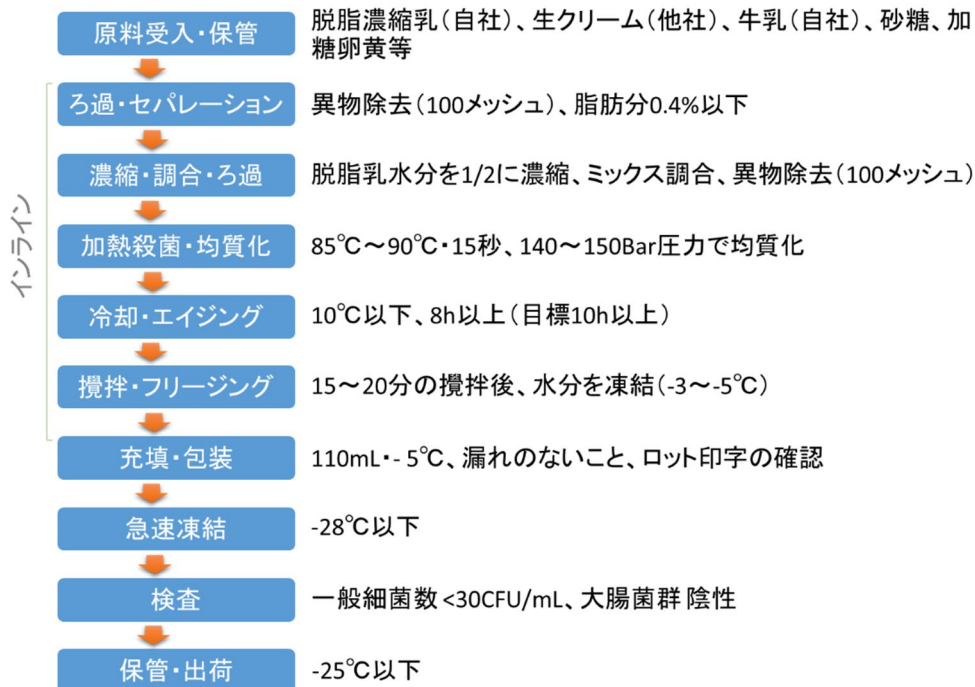 原料受入・保管
脱脂濃縮乳（自社）、生クリーム（他社）、牛乳（自社）、砂糖、加
糖卵黄等
インライン
ろ過・セパレーション
異物除去（100メッシュ）、脂肪分0.4%以下
濃縮・調合・ろ過
脱脂乳水分を1/2に濃縮、ミックス調合、異物除去（100メッシュ）
加熱殺菌・均質化
85℃～90℃・15秒、140～150Bar圧力で均質化
冷却・エイジング
10℃以下、8h以上（目標10h以上）
攪拌・フリージング
15～20分の攪拌後、水分を凍結（-3～-5℃）
充填・包装
110mL・- 5℃、漏れのないこと、ロット印字の確認
急速凍結
-28℃以下
検査
一般細菌数 <30CFU/mL、大腸菌群 陰性
保管・出荷
-25℃以下